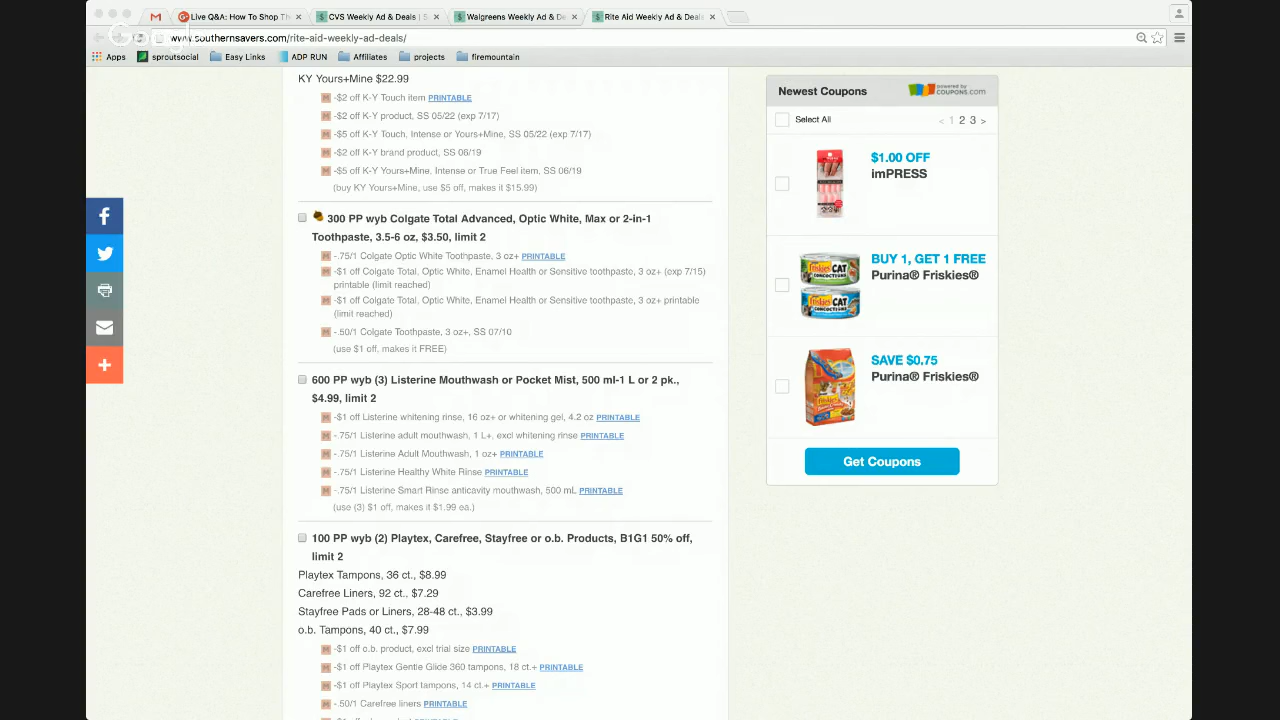 Live Q&A: How To Shop Th
CVS Weekly Ad & Deals | S
Walgreens Weekly Ad & De
Rite Aid Weekly Ad & Deals
www.southernsavers.com/rite-aid-weekly-ad-deals/
Apps sproutsocial Easy Links ADP RUN Affiliates projects firemountain
KY Yours+Mine $22.99
-$2 off K-Y Touch item PRINTABLE
-$2 off K-Y product, SS 05/22 (exp 7/17)
-$5 off K-Y Touch, Intense or Yours+Mine, SS 05/22 (exp 7/17)
-$2 off K-Y brand product, SS 06/19
-$5 off K-Y Yours+Mine, Intense or True Feel item, SS 06/19
(buy KY Yours+Mine, use $5 off, makes it $15.99)
300 PP wyb Colgate Total Advanced, Optic White, Max or 2-in-1
Toothpaste, 3.5-6 oz, $3.50, limit 2
-.75/1 Colgate Optic White Toothpaste, 3 oz+ PRINTABLE
-$1 off Colgate Total, Optic White, Enamel Health or Sensitive toothpaste, 3 oz+ (exp 7/15)
printable (limit reached)
-$1 off Colgate Total, Optic White, Enamel Health or Sensitive toothpaste, 3 oz+ printable
(limit reached)
-.50/1 Colgate Toothpaste, 3 oz+, SS 07/10
(use $1 off, makes it FREE)
600 PP wyb (3) Listerine Mouthwash or Pocket Mist, 500 ml-1 L or 2 pk.,
$4.99, limit 2
-$1 off Listerine whitening rinse, 16 oz+ or whitening gel, 4.2 oz PRINTABLE
-.75/1 Listerine adult mouthwash, 1 L+, excl whitening rinse PRINTABLE
-.75/1 Listerine Adult Mouthwash, 1 oz+ PRINTABLE
-.75/1 Listerine Healthy White Rinse PRINTABLE
-.75/1 Listerine Smart Rinse anticavity mouthwash, 500 mL PRINTABLE
(use (3) $1 off, makes it $1.99 ea.)
100 PP wyb (2) Playtex, Carefree, Stayfree or o.b. Products, B1G1 50% off,
limit 2
Playtex Tampons, 36 ct., $8.99
Carefree Liners, 92 ct., $7.29
Stayfree Pads or Liners, 28-48 ct., $3.99
o.b. Tampons, 40 ct., $7.99
-$1 off o.b. product, excl trial size PRINTABLE
-$1 off Playtex Gentle Glide 360 tampons, 18 ct.+ PRINTABLE
-$1 off Playtex Sport tampons, 14 ct.+ PRINTABLE
-.50/1 Carefree liners PRINTABLE
Newest Coupons powered by COUPONS.com
Select All < 1 2 3 >
$1.00 OFF
imPRESS
BUY 1, GET 1 FREE
Purina® Friskies®
SAVE $0.75
Purina® Friskies®
Get Coupons